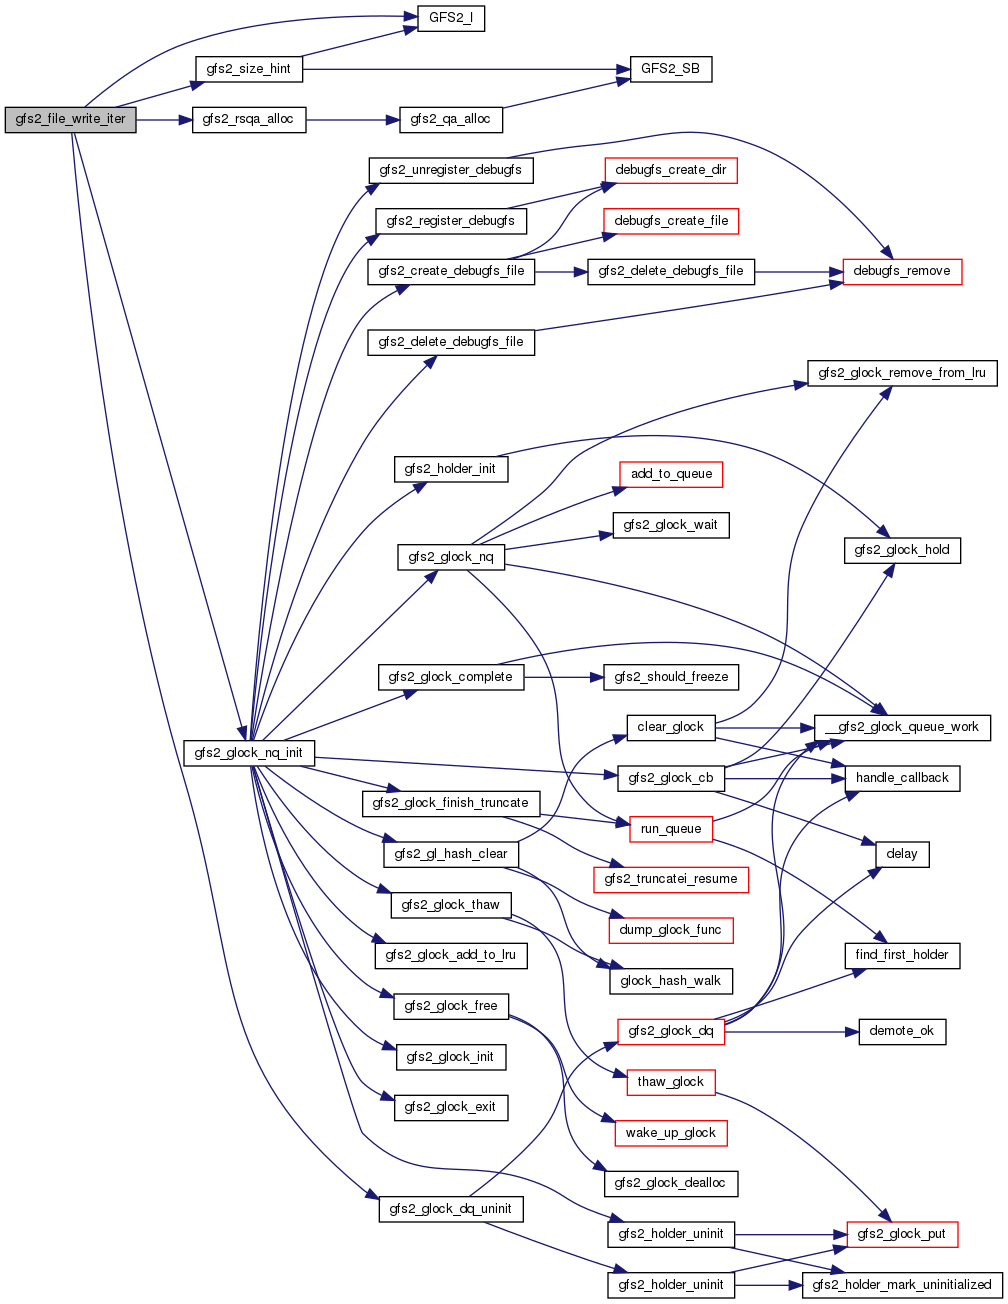 GFS2_I
gfs2_size_hint
GFS2_SB
gfs2_file_write_iter
gfs2_rsqa_alloc
gfs2_qa_alloc
gfs2_unregister_debugfs
debugfs_create_dir
gfs2_register_debugfs
debugfs_create_file
gfs2_create_debugfs_file
gfs2_delete_debugfs_file
debugfs_remove
gfs2_delete_debugfs_file
gfs2_glock_remove_from_lru
gfs2_holder_init
add_to_queue
gfs2_glock_wait
gfs2_glock_nq
gfs2_glock_hold
gfs2_glock_complete
gfs2_should_freeze
clear_glock
__gfs2_glock_queue_work
gfs2_glock_nq_init
gfs2_glock_cb
handle_callback
gfs2_glock_finish_truncate
run_queue
gfs2_gl_hash_clear
delay
gfs2_truncatei_resume
gfs2_glock_thaw
dump_glock_func
gfs2_glock_add_to_lru
find_first_holder
glock_hash_walk
gfs2_glock_free
gfs2_glock_dq
demote_ok
gfs2_glock_init
thaw_glock
gfs2_glock_exit
wake_up_glock
gfs2_glock_dealloc
gfs2_glock_dq_uninit
gfs2_holder_uninit
gfs2_glock_put
gfs2_holder_uninit
gfs2_holder_mark_uninitialized